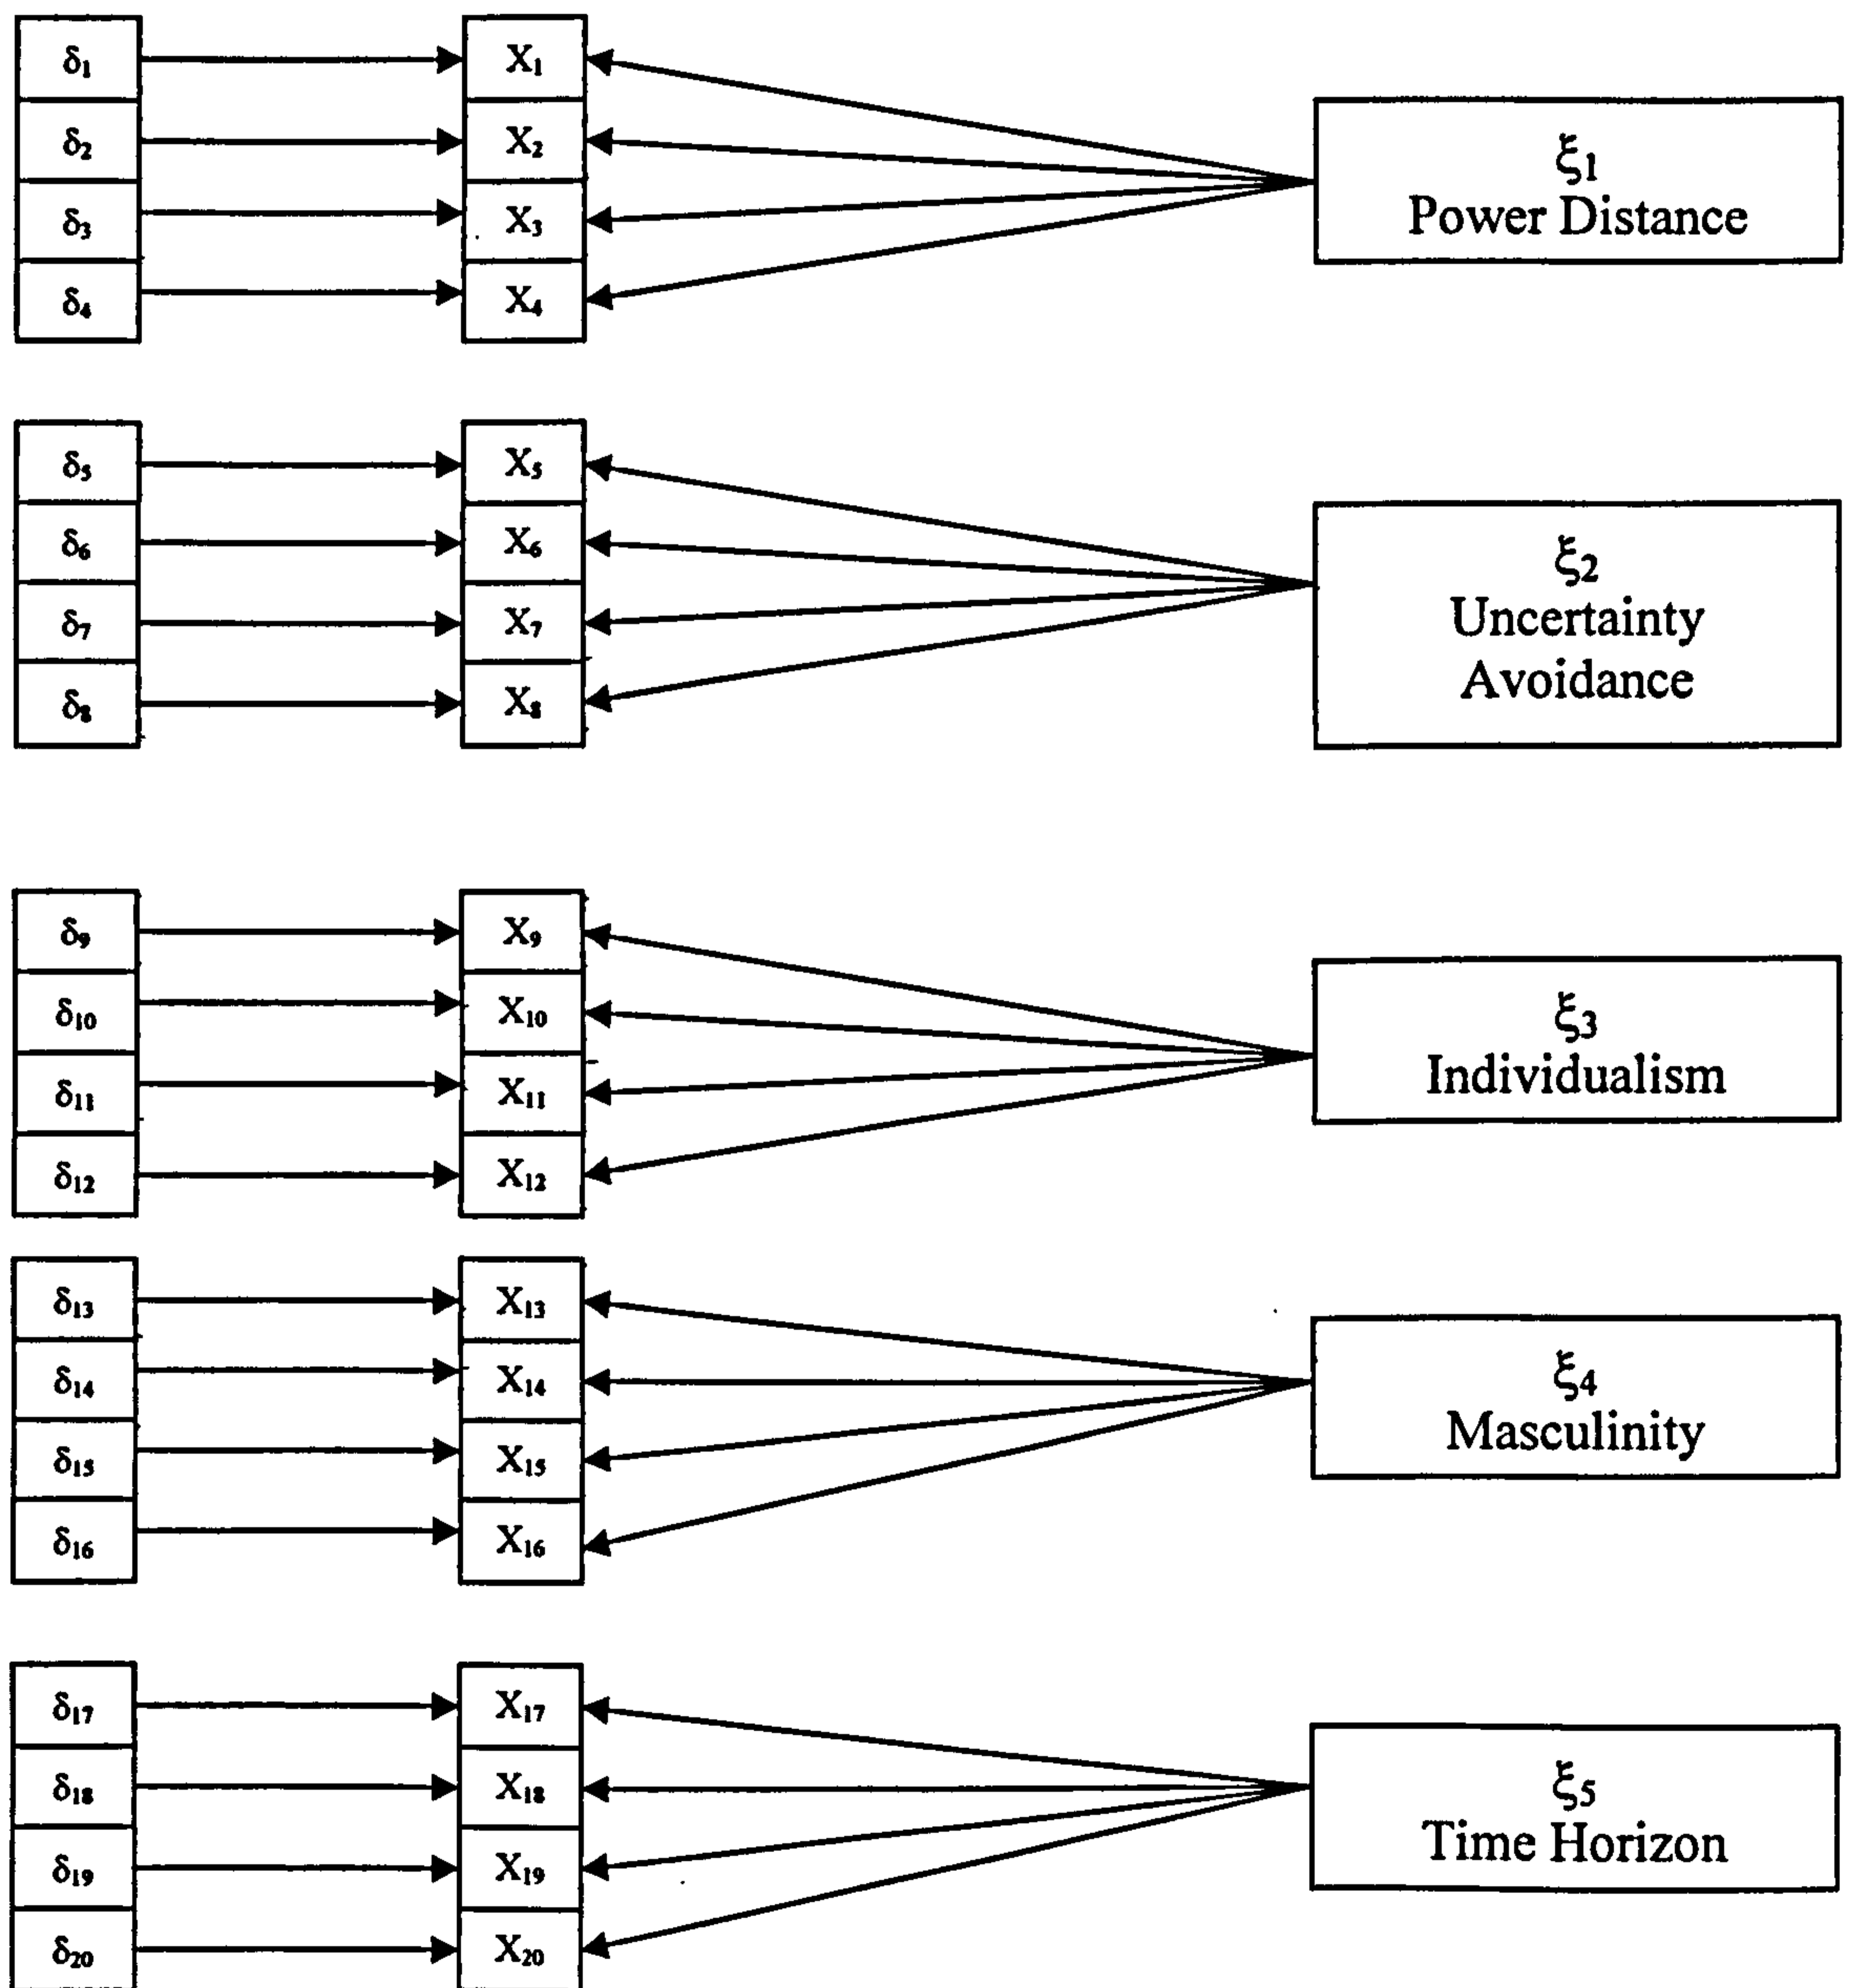 δ₁ X₁
δ₂ X₂
δ₃ X₃
δ₄ X₄
ξ₁
Power Distance
δ₅ X₅
δ₆ X₆
δ₇ X₇
δ₈ X₈
ξ₂
Uncertainty
Avoidance
δ₉ X₉
δ₁₀ X₁₀
δ₁₁ X₁₁
δ₁₂ X₁₂
ξ₃
Individualism
δ₁₃ X₁₃
δ₁₄ X₁₄
δ₁₅ X₁₅
δ₁₆ X₁₆
ξ₄
Masculinity
δ₁₇ X₁₇
δ₁₈ X₁₈
δ₁₉ X₁₉
δ₂₀ X₂₀
ξ₅
Time Horizon